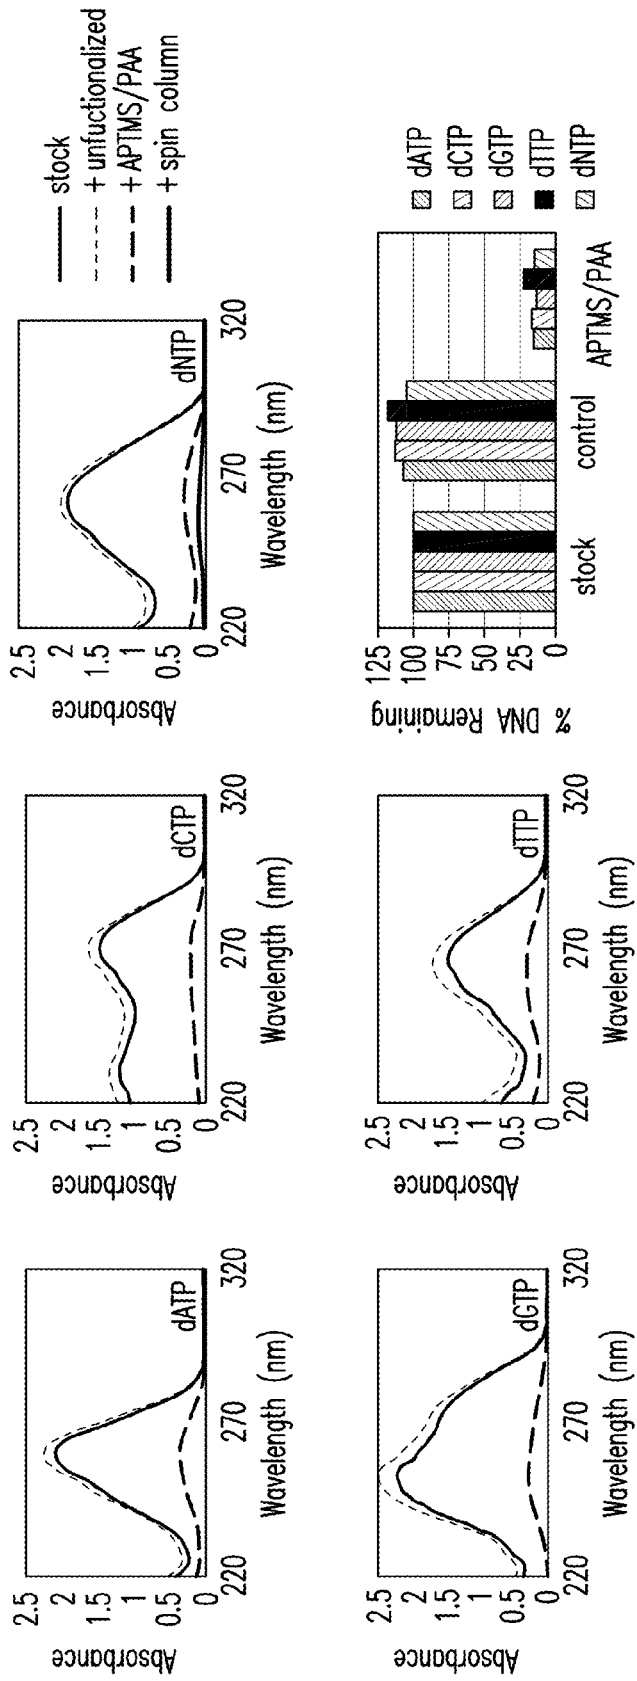 2.5
2
1.5
1
0.5
0
Absorbance
dATP
220
270
320
Wavelength (nm)
2.5
2
1.5
1
0.5
0
Absorbance
dCTP
220
270
320
Wavelength (nm)
2.5
2
1.5
1
0.5
0
Absorbance
dNTP
220
270
320
Wavelength (nm)
stock
+ unfuctionalized
+ APTMS/PAA
+ spin column
2.5
2
1.5
1
0.5
0
Absorbance
dGTP
220
270
320
Wavelength (nm)
2.5
2
1.5
1
0.5
0
Absorbance
dTTP
220
270
320
Wavelength (nm)
125
100
75
50
25
0
% DNA Remaining
stock
control
APTMS/PAA
dATP
dCTP
dGTP
dTTP
dNTP